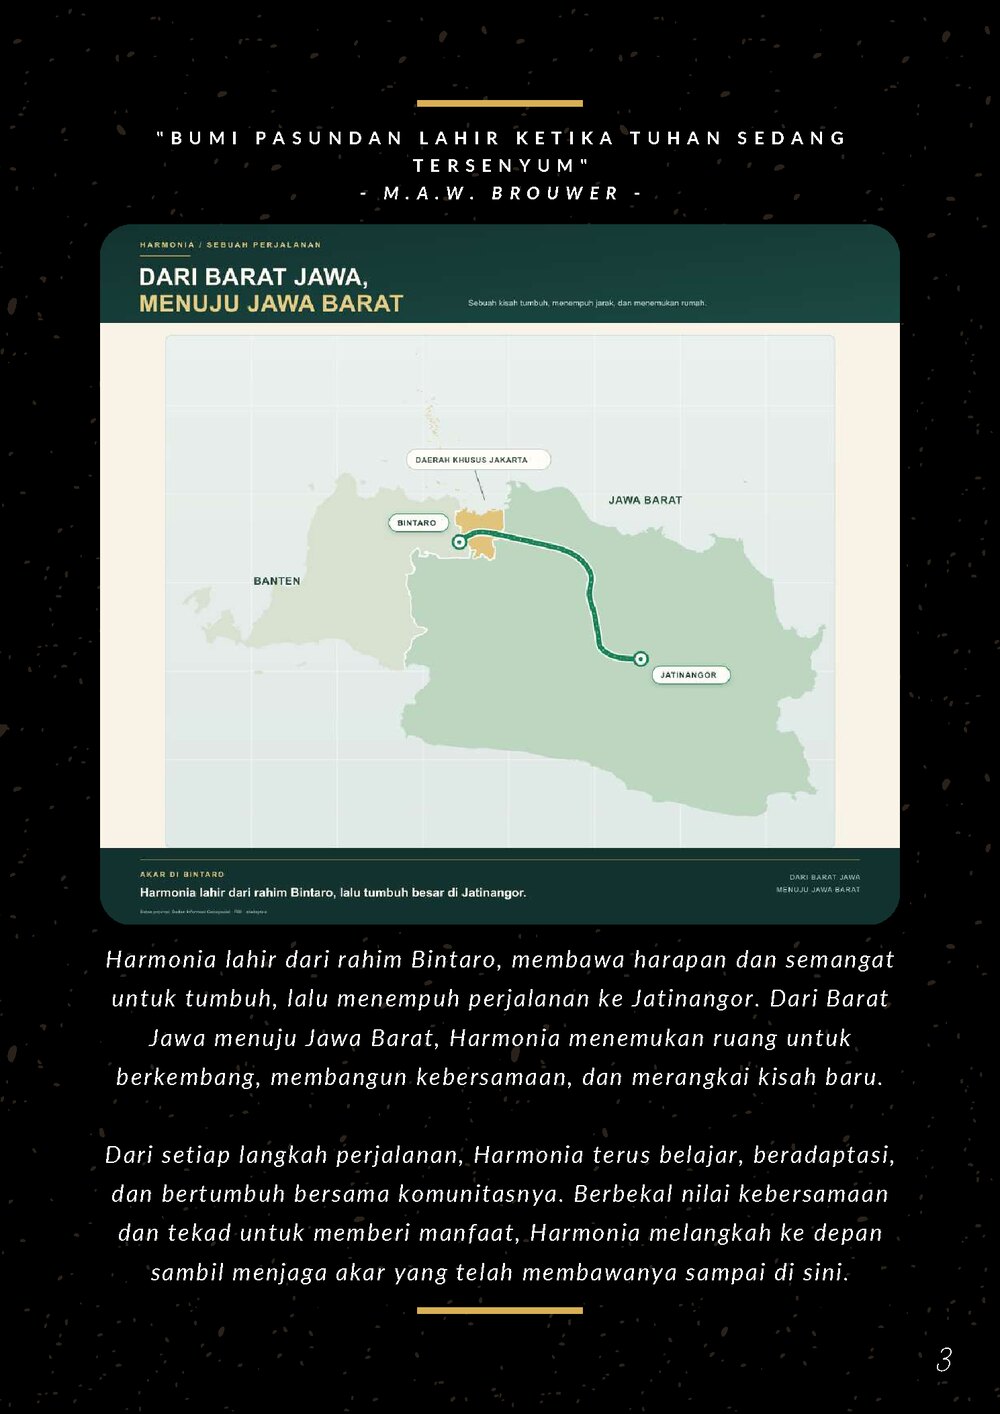 "BUMI PASUNDAN LAHIR KETIKA TUHAN SEDANG
TERSENYUM"
- M.A.W. BROUWER -
HARMONIA / SEBUAH PERJALANAN
DARI BARAT JAWA,
MENUJU JAWA BARAT
Sebuah kisah tumbuh, menempuh jarak, dan menemukan rumah.
DAERAH KHUSUS JAKARTA
JAWA BARAT
BINTARO
BANTEN
JATINANGOR
AKAR DI BINTARO
Harmonia lahir dari rahim Bintaro, lalu tumbuh besar di Jatinangor.
DARI BARAT JAWA
MENUJU JAWA BARAT
Harmonia lahir dari rahim Bintaro, membawa harapan dan semangat
untuk tumbuh, lalu menempuh perjalanan ke Jatinangor. Dari Barat
Jawa menuju Jawa Barat, Harmonia menemukan ruang untuk
berkembang, membangun kebersamaan, dan merangkai kisah baru.
Dari setiap langkah perjalanan, Harmonia terus belajar, beradaptasi,
dan bertumbuh bersama komunitasnya. Berbekal nilai kebersamaan
dan tekad untuk memberi manfaat, Harmonia melangkah ke depan
sambil menjaga akar yang telah membawanya sampai di sini.
3